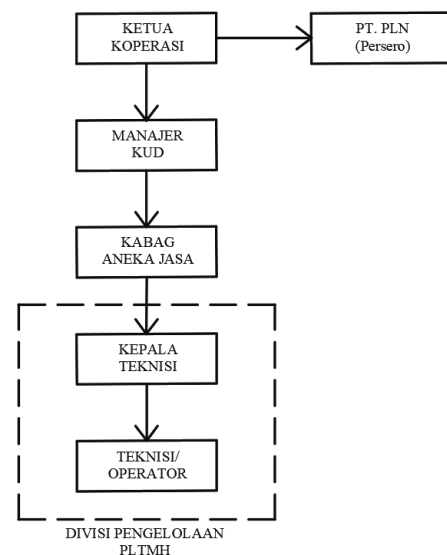 KETUA
KOPERASI
PT. PLN
(Persero)
MANAJER
KUD
KABAG
ANEKA JASA
KEPALA
TEKNISI
TEKNISI/
OPERATOR
DIVISI PENGELOLAAN
PLTMH